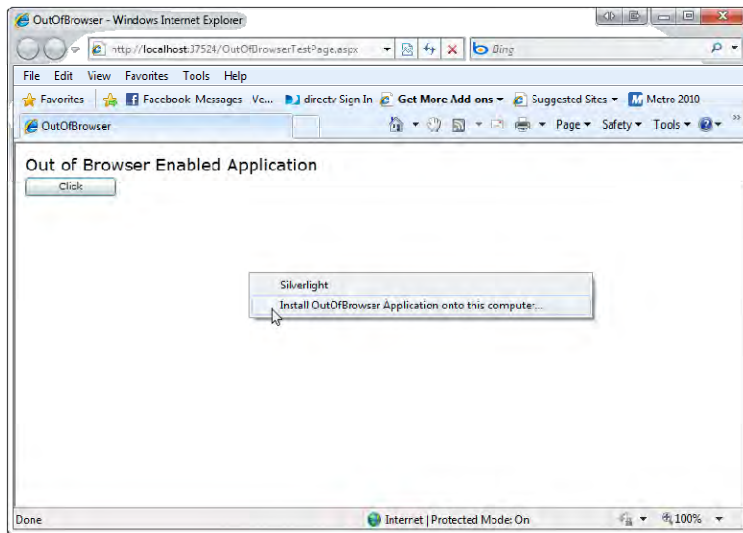 OutOfBrowser - Windows Internet Explorer
http://localhost:37524/OutOfBrowserTestPage.aspx
Bing
File Edit View Favorites Tools Help
Favorites Facebook Messages Ve... directv Sign In Get More Add ons Suggested Sites Metro 2010
OutOfBrowser Page Safety Tools
Out of Browser Enabled Application
Click
Silverlight
Install OutOfBrowser Application onto this computer...
Done Internet | Protected Mode: On 100%